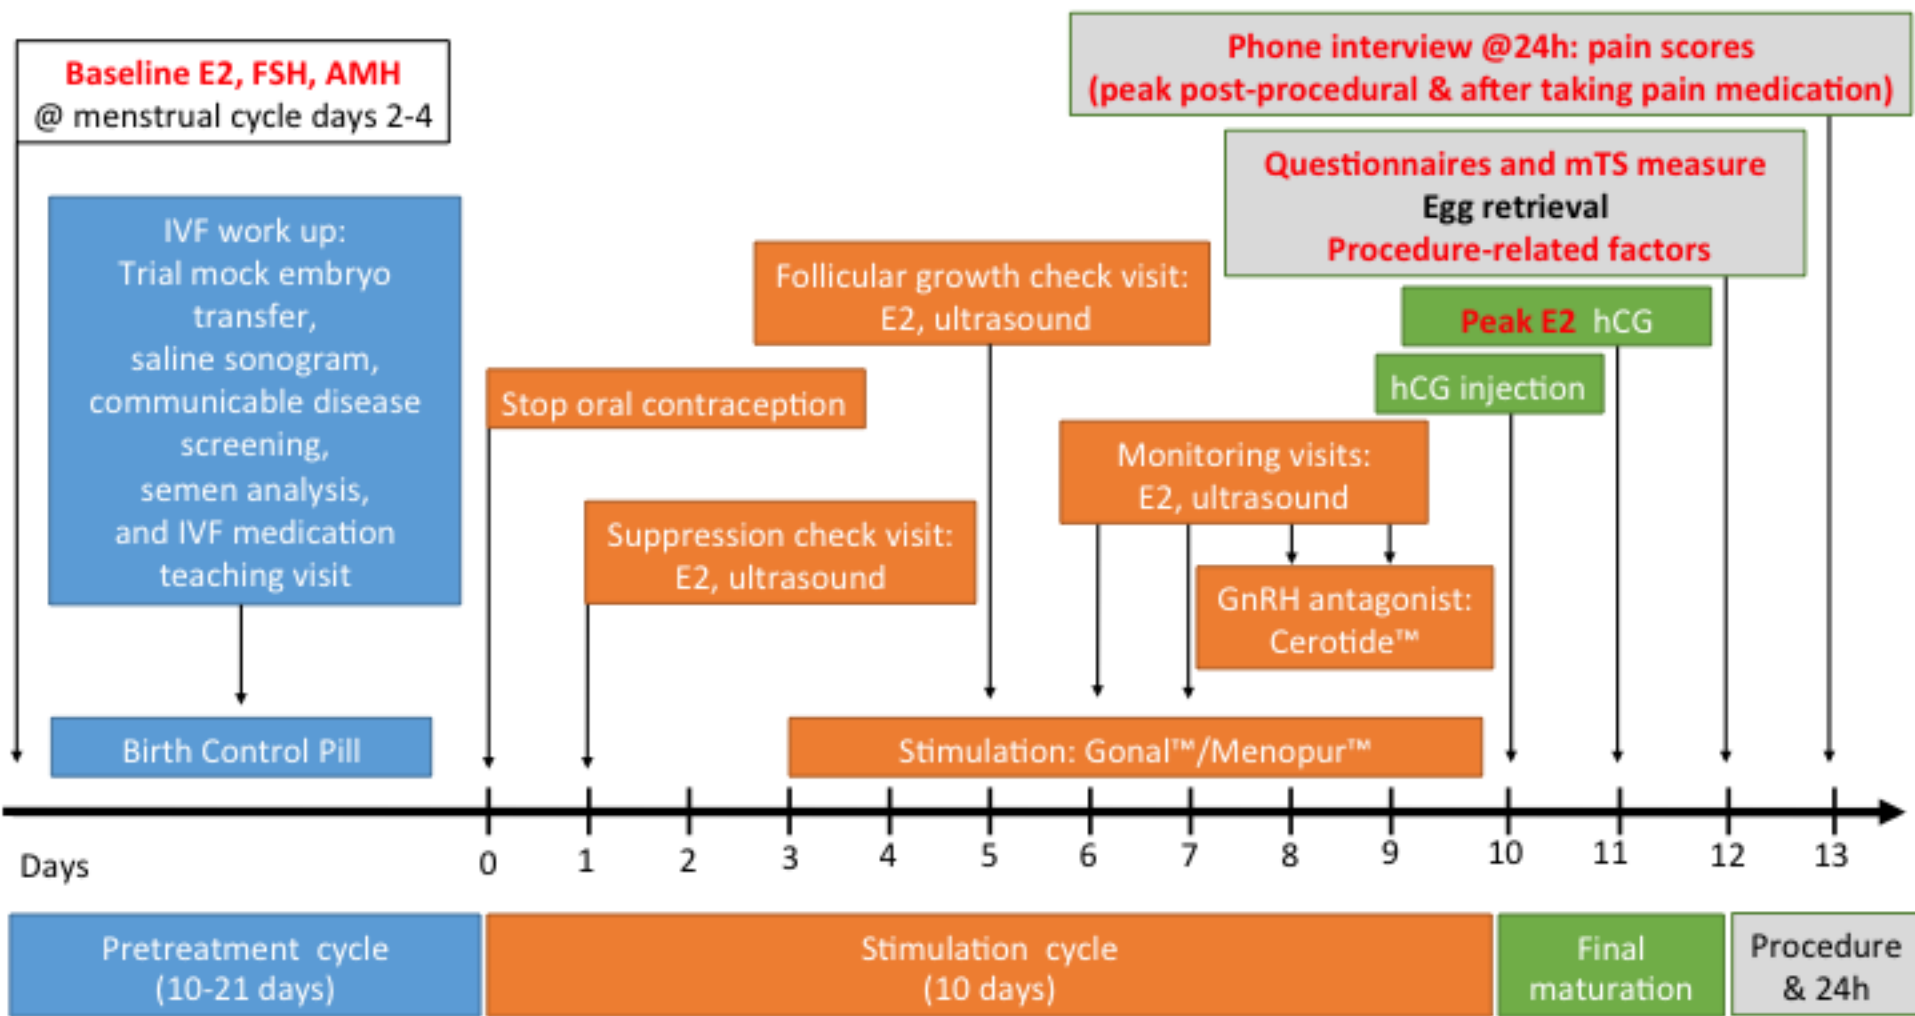 Baseline E2, FSH, AMH
@ menstrual cycle days 2-4
Phone interview @24h: pain scores
(peak post-procedural & after taking pain medication)
Questionnaires and mTS measure
Egg retrieval
Procedure-related factors
IVF work up:
Trial mock embryo
transfer,
saline sonogram,
communicable disease
screening,
semen analysis,
and IVF medication
teaching visit
Follicular growth check visit:
E2, ultrasound
Peak E2 hCG
hCG injection
Stop oral contraception
Monitoring visits:
E2, ultrasound
Suppression check visit:
E2, ultrasound
GnRH antagonist:
Cerotide™
Birth Control Pill
Stimulation: Gonal™/Menopur™
Days
0 1 2 3 4 5 6 7 8 9 10 11 12 13
Pretreatment cycle
(10-21 days)
Stimulation cycle
(10 days)
Final
maturation
Procedure
& 24h